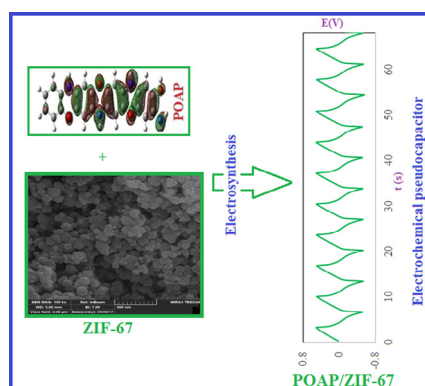 POAP
+
ZIF-67
Electrosynthesis
E(V)
0.8
0
-0.8
t (s)
0
10
20
30
40
50
60
Electrochemical pseudocapacitor
POAP/ZIF-67